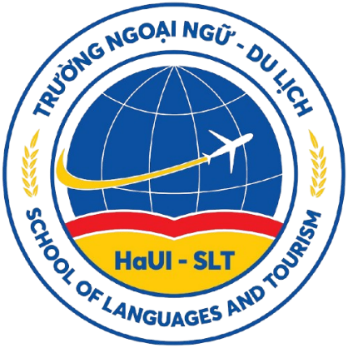 TRƯỜNG NGOẠI NGỮ - DU LỊCH
HaUI - SLT
SCHOOL OF LANGUAGES AND TOURISM